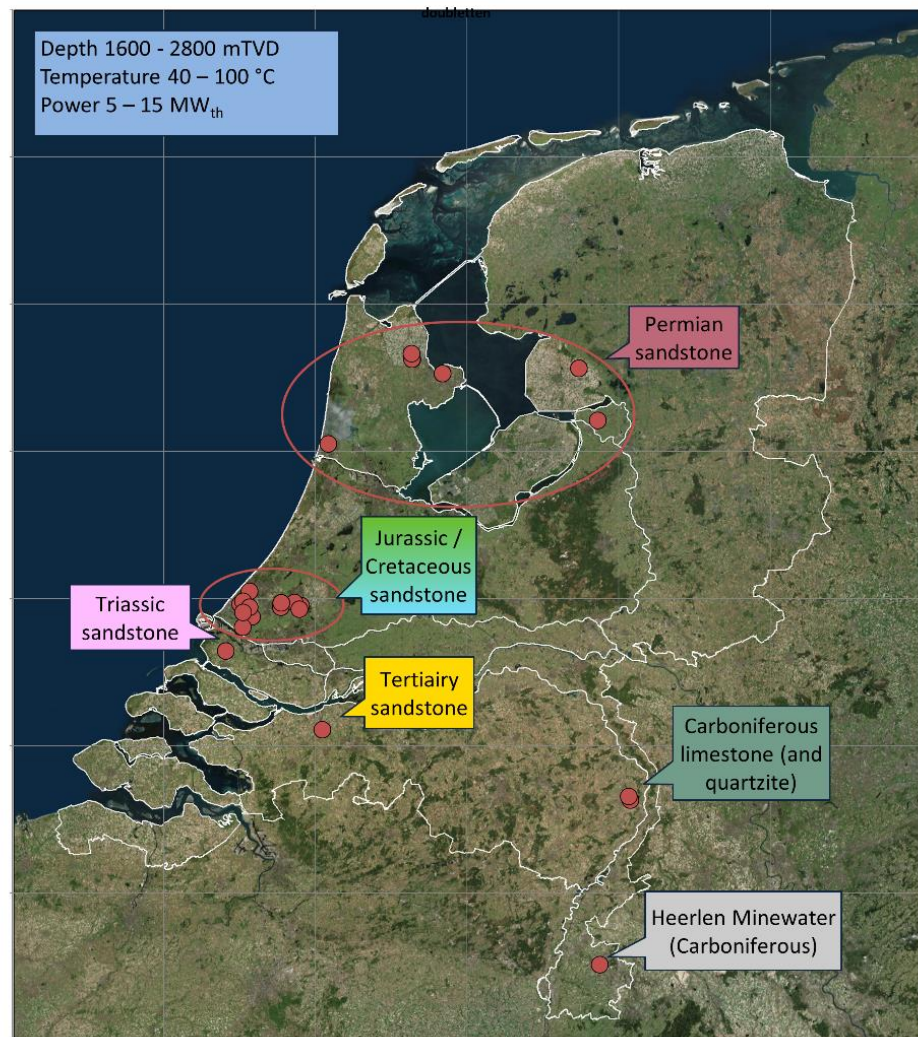 doubletten
Depth 1600 - 2800 mTVD
Temperature 40 – 100 °C
Power 5 – 15 MWth
Permian
sandstone
Jurassic /
Cretaceous
sandstone
Triassic
sandstone
Tertiairy
sandstone
Carboniferous
limestone (and
quartzite)
Heerlen Minewater
(Carboniferous)